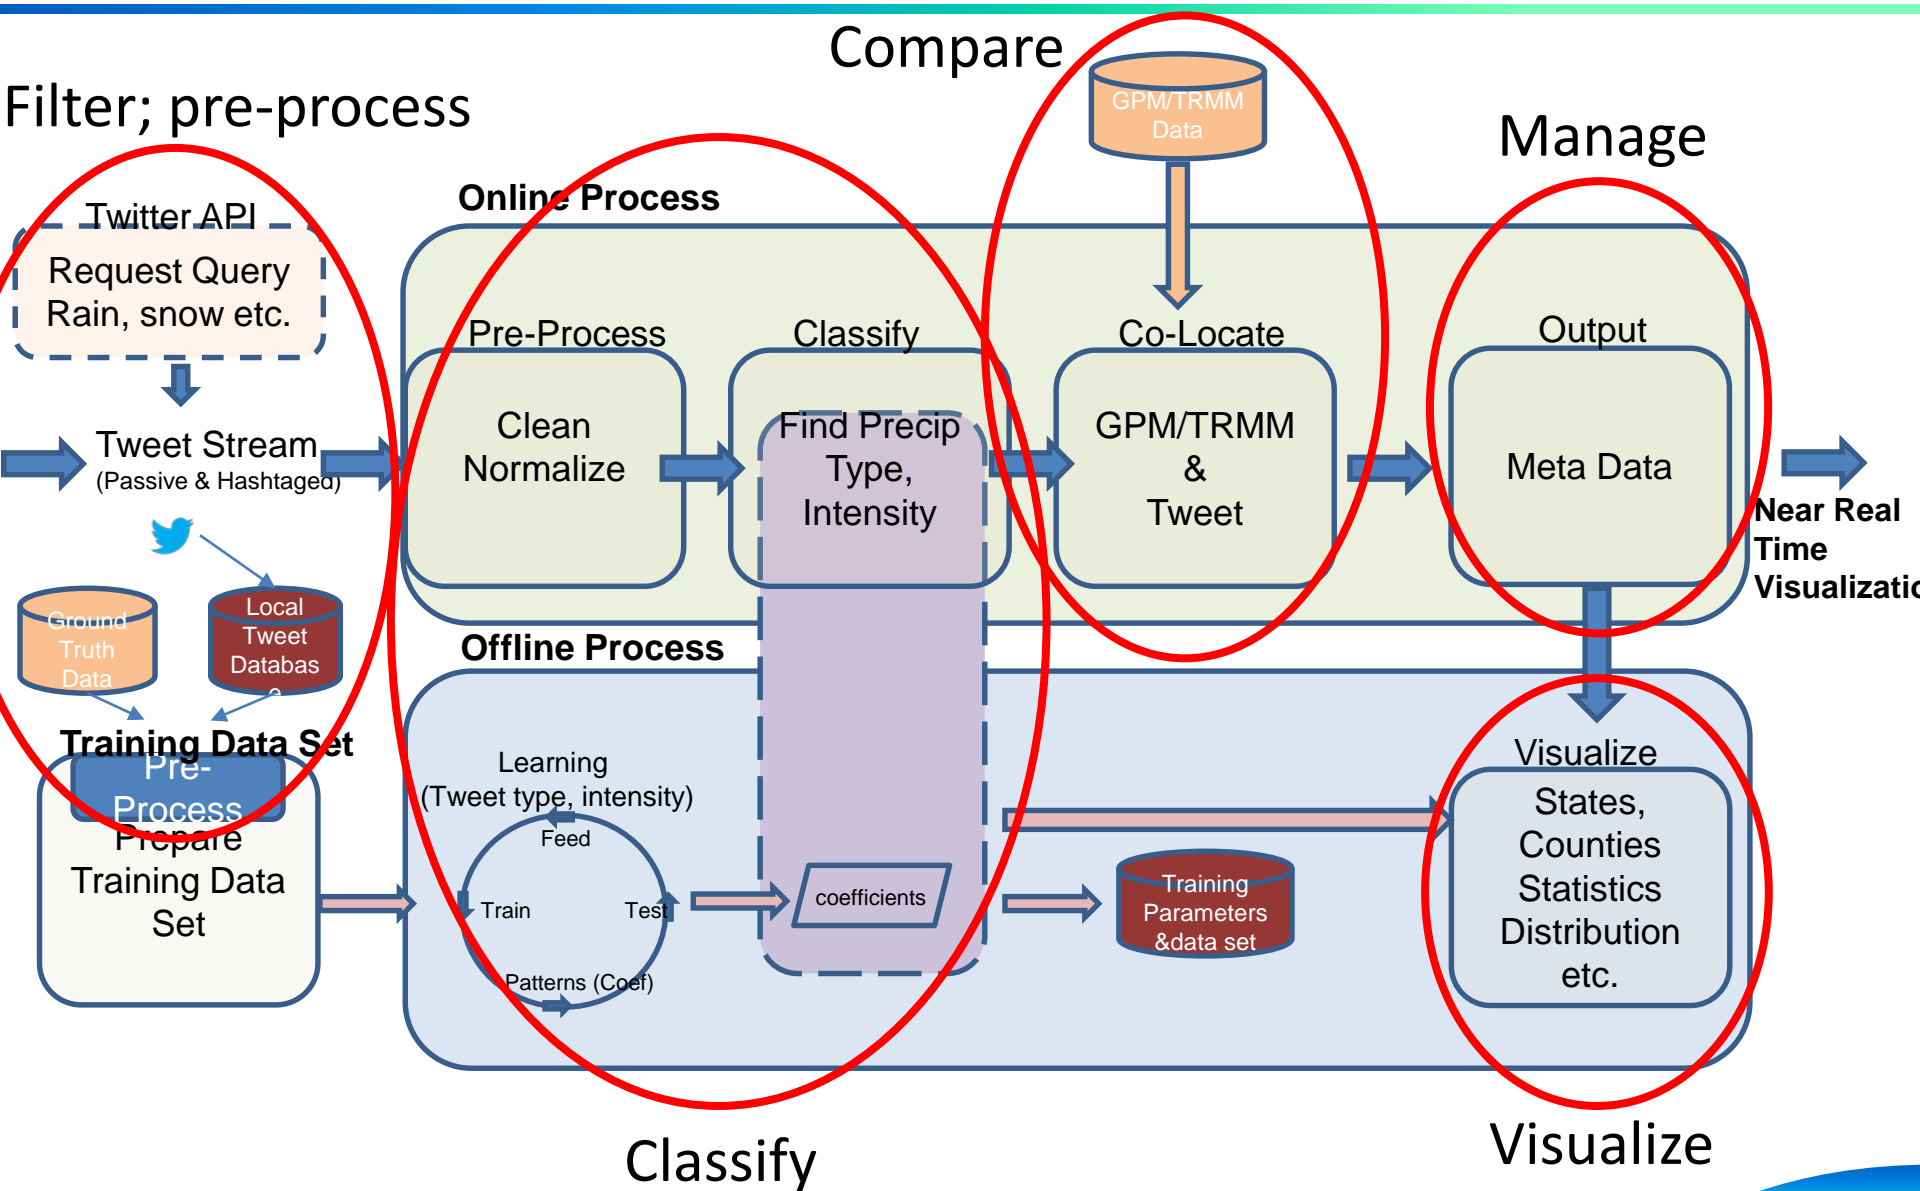 Compare
Filter; pre-process
Manage
GPM/TRMM
Data
Online Process
Twitter API
Request Query
Rain, snow etc.
Pre-Process
Classify
Co-Locate
Output
Clean
Normalize
Find Precip
Type,
Intensity
GPM/TRMM
&
Tweet
Meta Data
Tweet Stream
(Passive & Hashtaged)
Near Real
Time
Visualizatio
Ground
Truth
Data
Local
Tweet
Databas
e
Offline Process
Training Data Set
Pre-
Process
Prepare
Training Data
Set
Learning
(Tweet type, intensity)
Feed
Train
Test
Patterns (Coef)
coefficients
Training
Parameters
&data set
Visualize
States,
Counties
Statistics
Distribution
etc.
Classify
Visualize